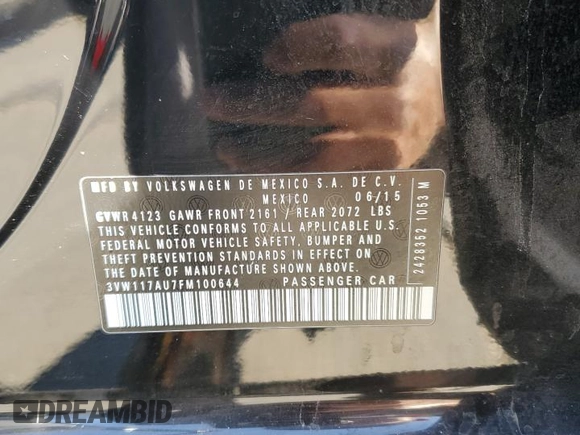 MFD BY VOLKSWAGEN DE MEXICO S.A. DE C.V.
MEXICO 06/15
GVWR 4123 GAWR FRONT 2161 / REAR 2072 LBS
THIS VEHICLE CONFORMS TO ALL APPLICABLE U.S.
FEDERAL MOTOR VEHICLE SAFETY, BUMPER AND
THEFT PREVENTION STANDARDS IN EFFECT ON THE
DATE OF MANUFACTURE SHOWN ABOVE.
3VW117AU7FM100644 PASSENGER CAR
2428352 1053 M
DREAMBID